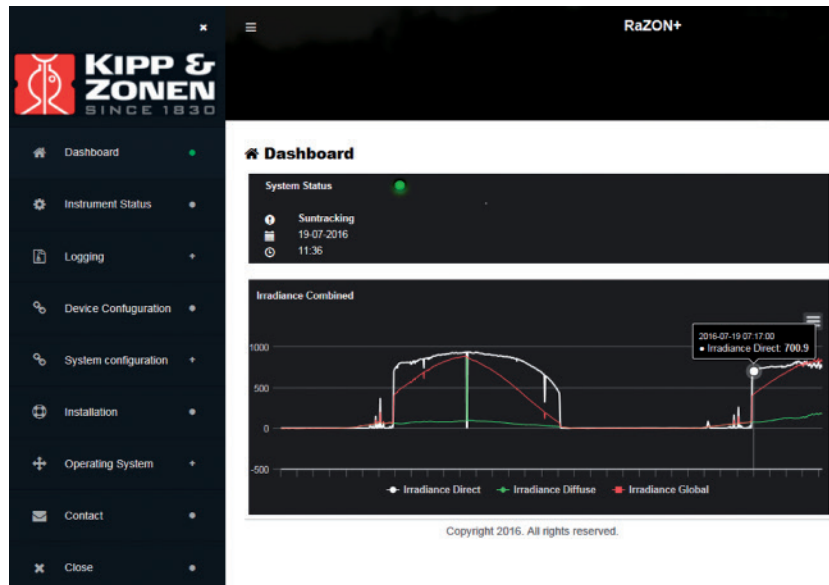 KIPP &
ZONEN
SINCE 1830
Dashboard
Instrument Status
Logging
Device Confuguration
System configuration
Installation
Operating System
Contact
Close
RaZON+
Dashboard
System Status
Suntracking
19-07-2016
11:36
Irradiance Combined
2016-07-19 07:17:00
Irradiance Direct: 700.9
1000
500
0
-500
Irradiance Direct Irradiance Diffuse Irradiance Global
Copyright 2016. All rights reserved.